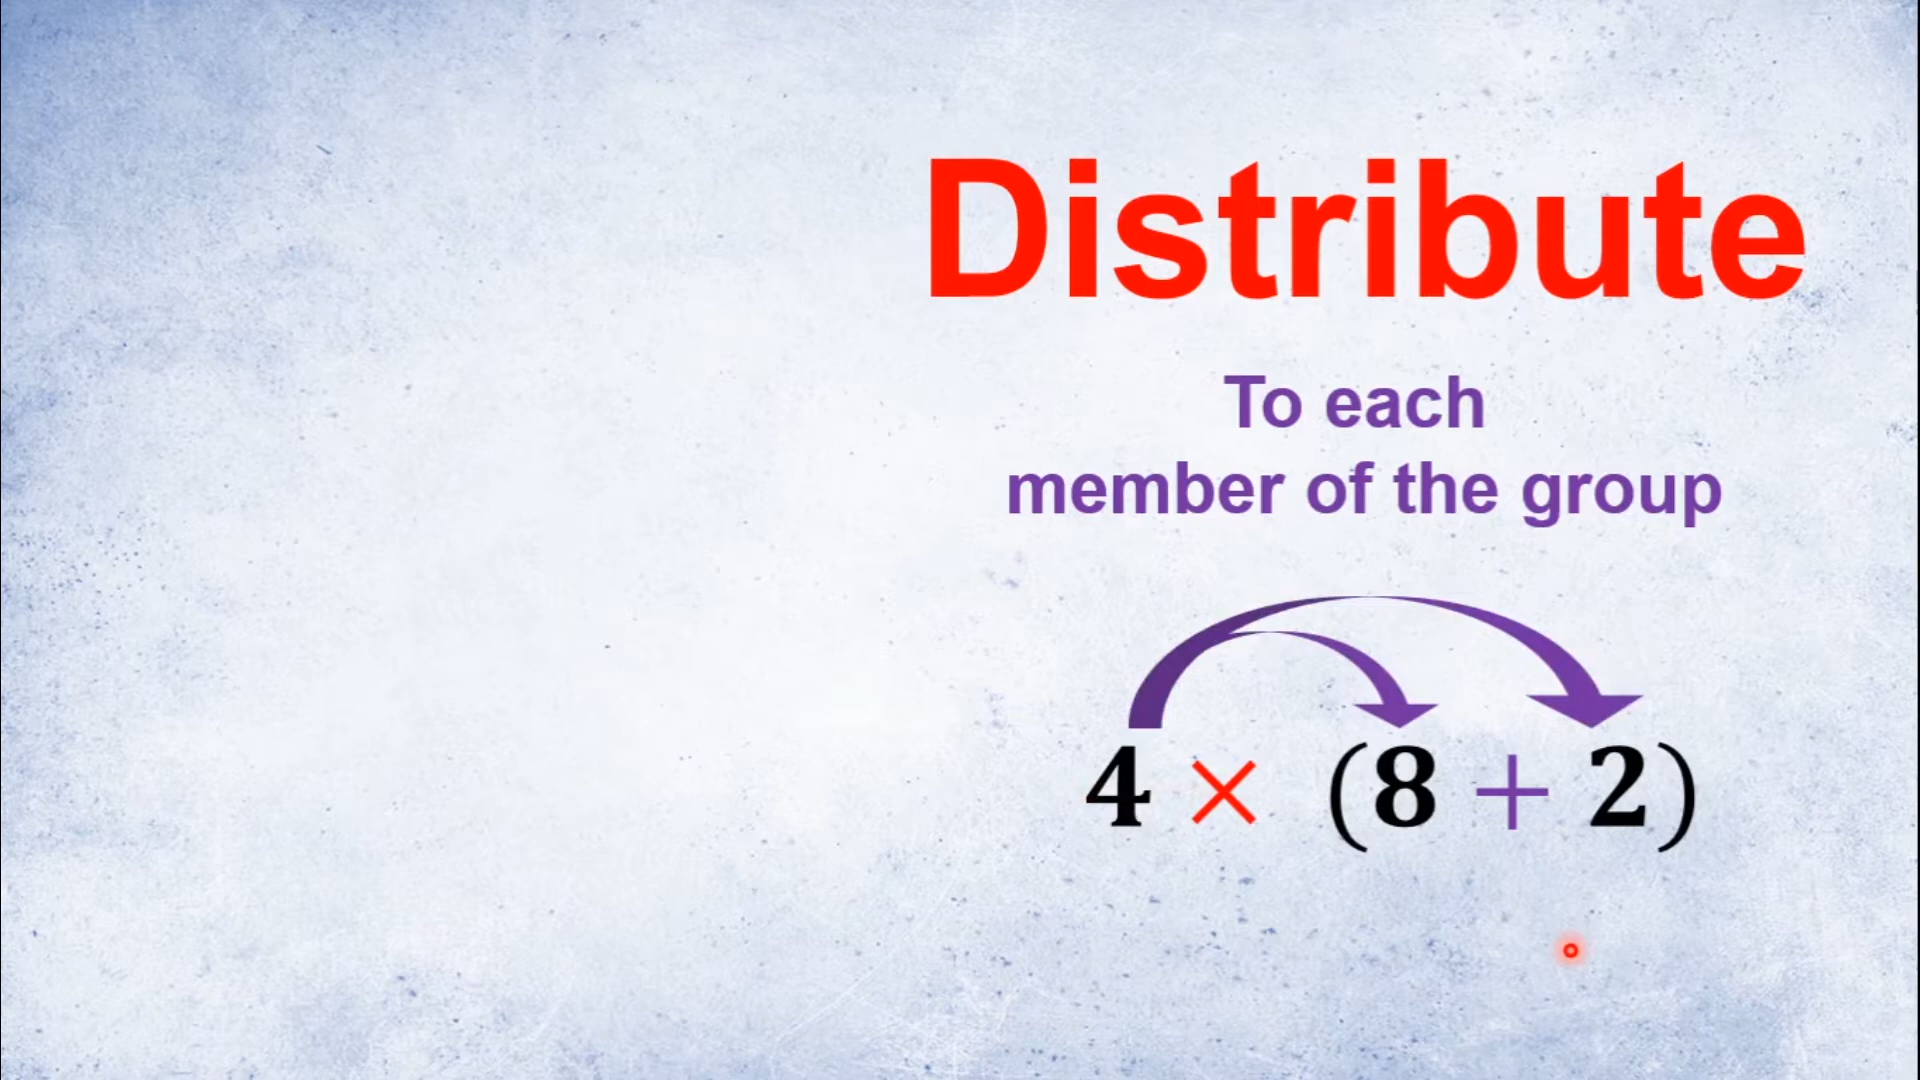 Distribute
To each
member of the group
4 × (8 + 2)